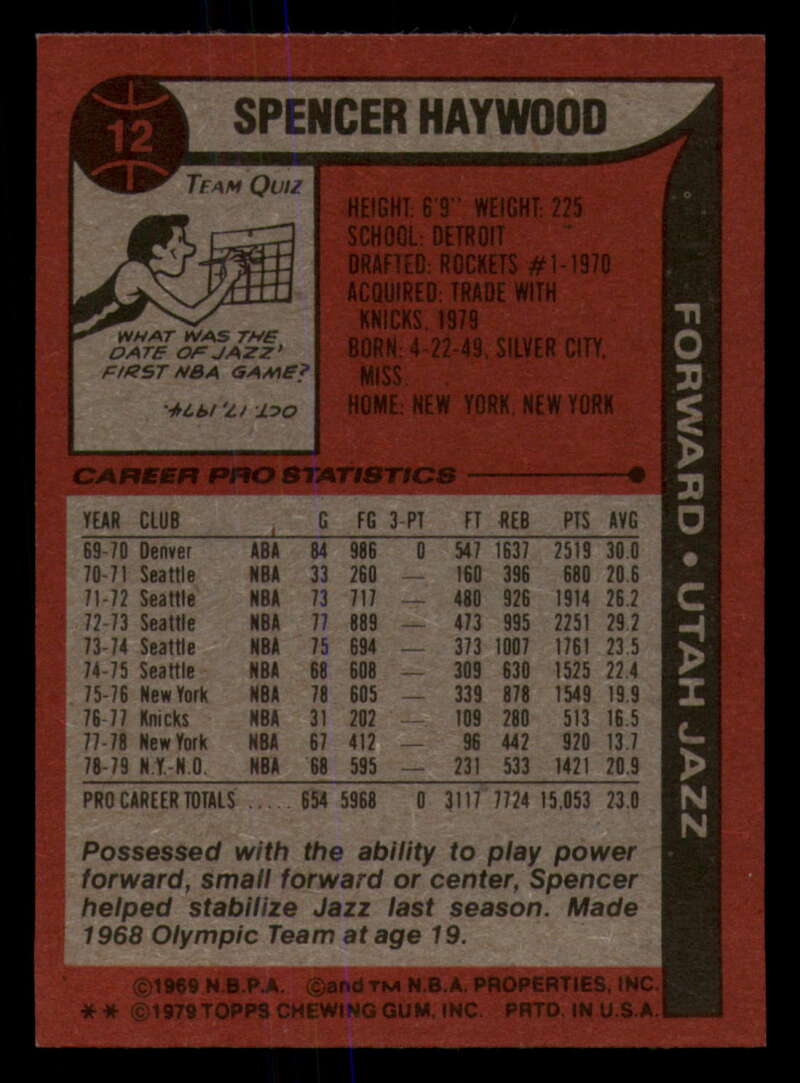 12
SPENCER HAYWOOD
TEAM QUIZ
WHAT WAS THE
DATE OF JAZZ'
FIRST NBA GAME?
OCT. 17, 1974.
HEIGHT: 6'9" WEIGHT: 225
SCHOOL: DETROIT
DRAFTED: ROCKETS #1-1970
ACQUIRED: TRADE WITH
KNICKS, 1979
BORN: 4-22-49, SILVER CITY,
MISS.
HOME: NEW YORK, NEW YORK
FORWARD • UTAH JAZZ
CAREER PRO STATISTICS
YEAR CLUB G FG 3-PT FT REB PTS AVG
69-70 Denver ABA 84 986 0 547 1637 2519 30.0
70-71 Seattle NBA 33 260 — 160 396 680 20.6
71-72 Seattle NBA 73 717 — 480 926 1914 26.2
72-73 Seattle NBA 77 889 — 473 995 2251 29.2
73-74 Seattle NBA 75 694 — 373 1007 1761 23.5
74-75 Seattle NBA 68 608 — 309 630 1525 22.4
75-76 New York NBA 78 605 — 339 878 1549 19.9
76-77 Knicks NBA 31 202 — 109 280 513 16.5
77-78 New York NBA 67 412 — 96 442 920 13.7
78-79 N.Y.-N.O. NBA 68 595 — 231 533 1421 20.9
PRO CAREER TOTALS ..... 654 5968 0 3117 7724 15,053 23.0
Possessed with the ability to play power
forward, small forward or center, Spencer
helped stabilize Jazz last season. Made
1968 Olympic Team at age 19.
©1969 N.B.P.A. ©and TM N.B.A. PROPERTIES, INC.
** ©1979 TOPPS CHEWING GUM, INC. PRTD. IN U.S.A.